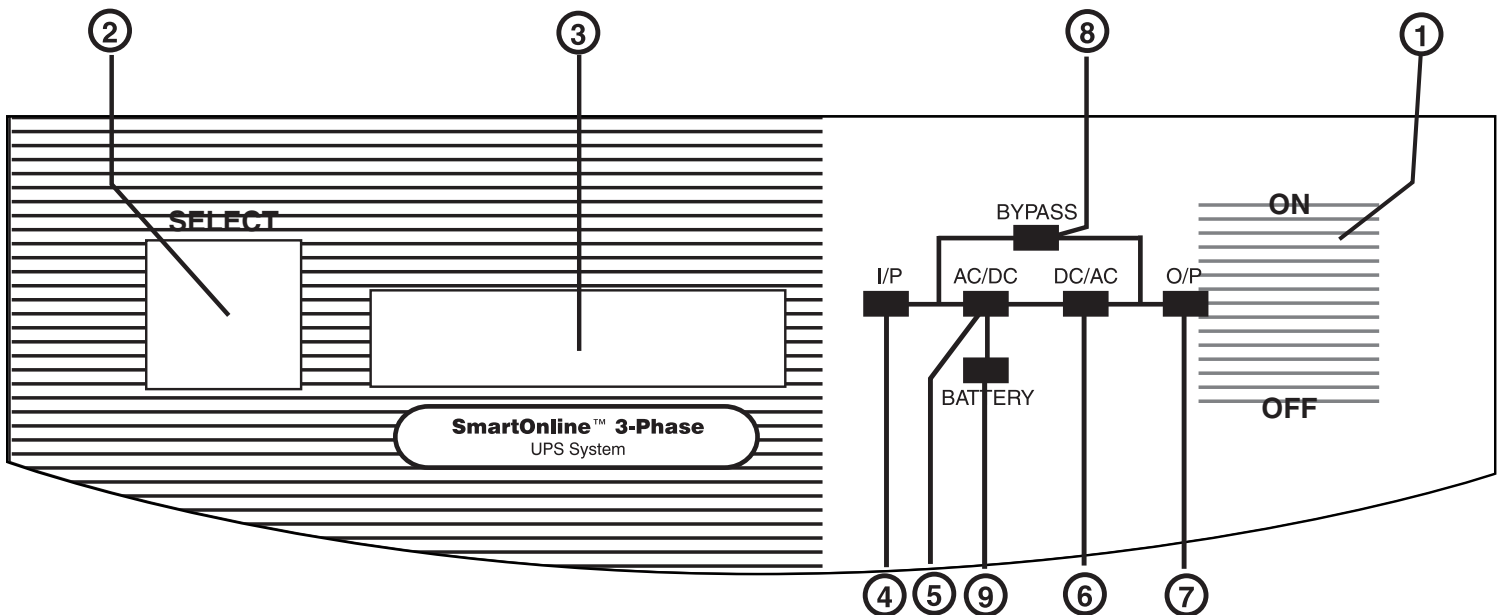 2
3
8
1
SELECT
BYPASS
ON
I/P
AC/DC
DC/AC
O/P
BATTERY
OFF
SmartOnline™ 3-Phase
UPS System
4
5
9
6
7